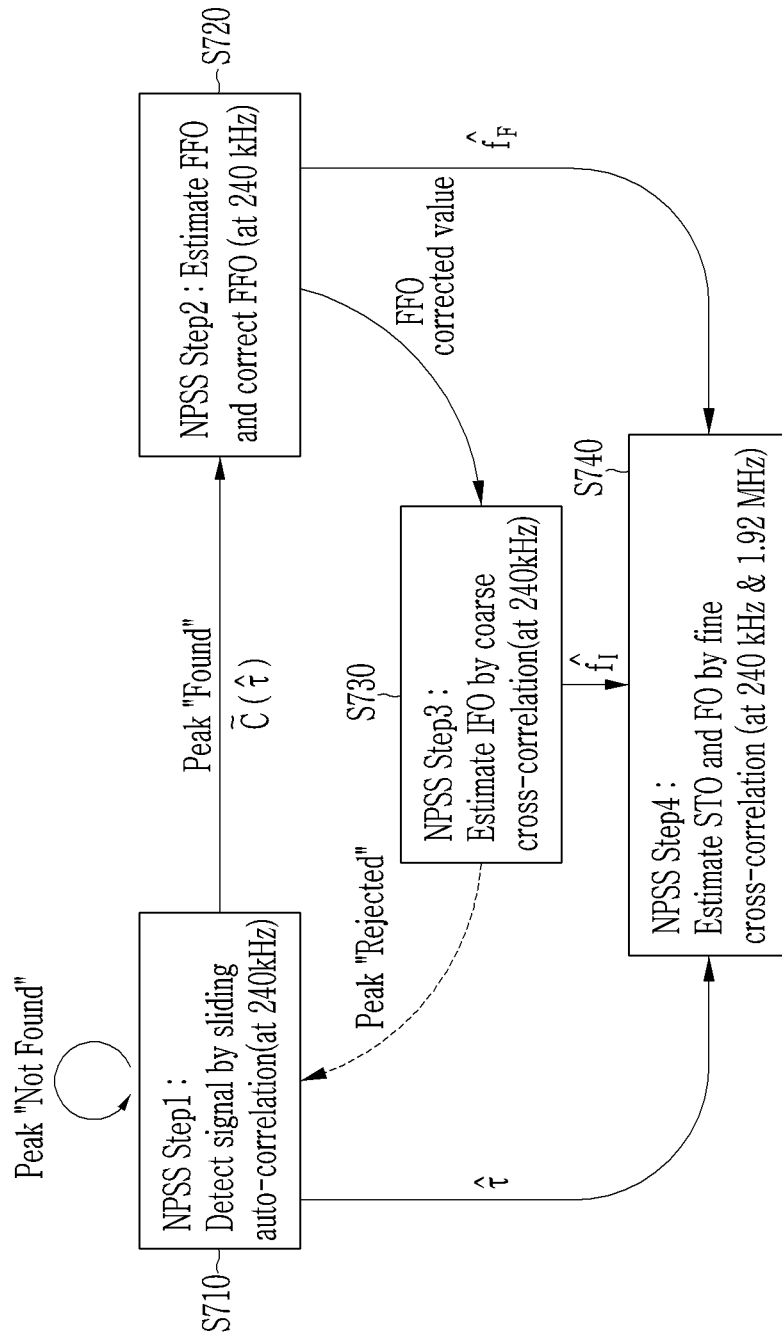 Peak "Not Found"
S710
NPSS Step1 :
Detect signal by sliding
auto-correlation(at 240kHz)
Peak "Found"
C̃ (τ̂)
S720
NPSS Step2 : Estimate FFO
and correct FFO (at 240 kHz)
FFO
corrected value
f̂F
Peak "Rejected"
S730
NPSS Step3 :
Estimate IFO by coarse
cross-correlation(at 240kHz)
f̂I
τ̂
S740
NPSS Step4 :
Estimate STO and FO by fine
cross-correlation (at 240 kHz & 1.92 MHz)